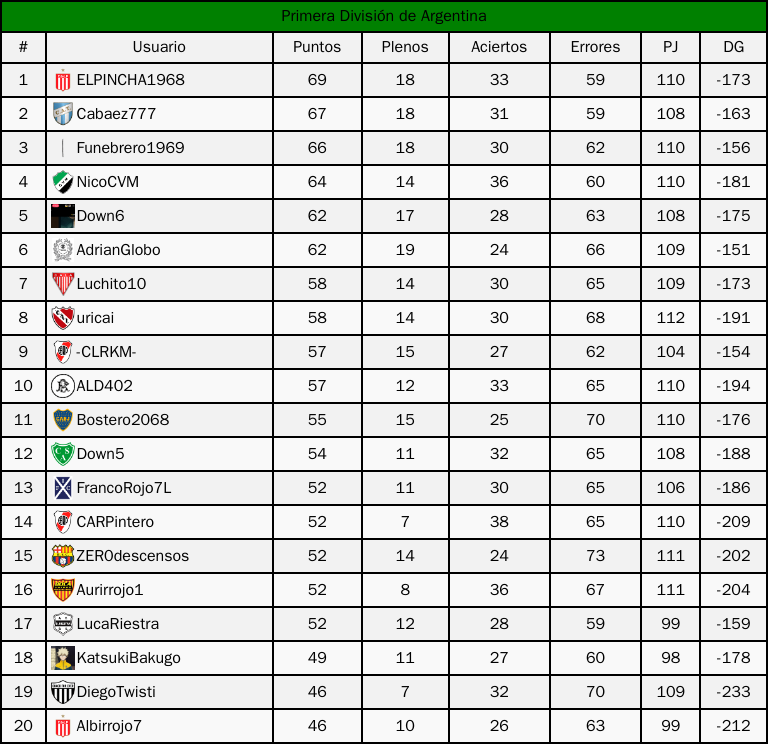 Primera División de Argentina
# Usuario Puntos Plenos Aciertos Errores PJ DG
1 ELPINCHA1968 69 18 33 59 110 -173
2 Cabaez777 67 18 31 59 108 -163
3 Funebrero1969 66 18 30 62 110 -156
4 NicoCVM 64 14 36 60 110 -181
5 Down6 62 17 28 63 108 -175
6 AdrianGlobo 62 19 24 66 109 -151
7 Luchito10 58 14 30 65 109 -173
8 uricai 58 14 30 68 112 -191
9 -CLRKM- 57 15 27 62 104 -154
10 ALD402 57 12 33 65 110 -194
11 Bostero2068 55 15 25 70 110 -176
12 Down5 54 11 32 65 108 -188
13 FrancoRojo7L 52 11 30 65 106 -186
14 CARPintero 52 7 38 65 110 -209
15 ZEROdescensos 52 14 24 73 111 -202
16 Aurirrojo1 52 8 36 67 111 -204
17 LucaRiestra 52 12 28 59 99 -159
18 KatsukiBakugo 49 11 27 60 98 -178
19 DiegoTwisti 46 7 32 70 109 -233
20 Albirrojo7 46 10 26 63 99 -212